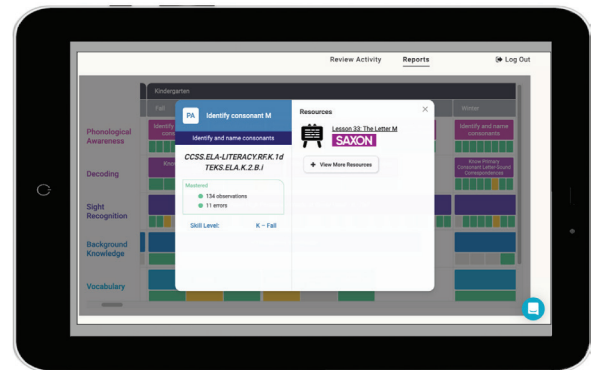 Review Activity Reports Log Out
Kindergarten
Fall
Winter
Phonological
Awareness
Identify and name
consonants
Decoding
Know Primary
Consonant Letter-Sound
Correspondences
Sight
Recognition
Background
Knowledge
Vocabulary
PA Identify consonant M
Identify and name consonants
CCSS.ELA-LITERACY.RF.K.1d
TEKS.ELA.K.2.B.i
Mastered
134 observations
11 errors
Skill Level: K – Fall
Resources
×
Lesson 33: The Letter M
SAXON
+ View More Resources